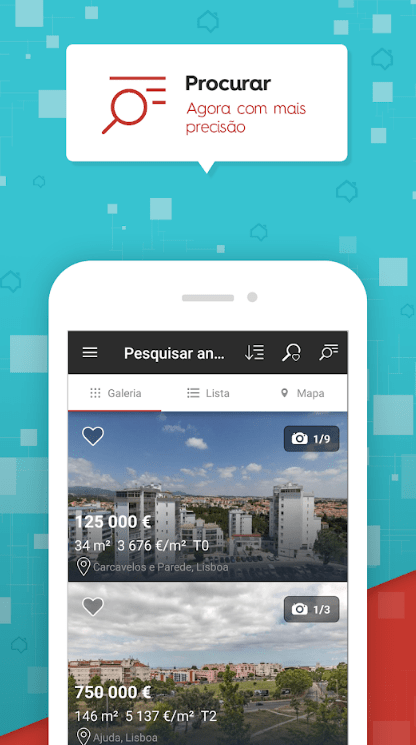 Procurar
Agora com mais
precisão
Pesquisar an...
Galeria
Lista
Mapa
1/9
125 000 €
34 m² 3 676 €/m² T0
Carcavelos e Parede, Lisboa
1/3
750 000 €
146 m² 5 137 €/m² T2
Ajuda, Lisboa